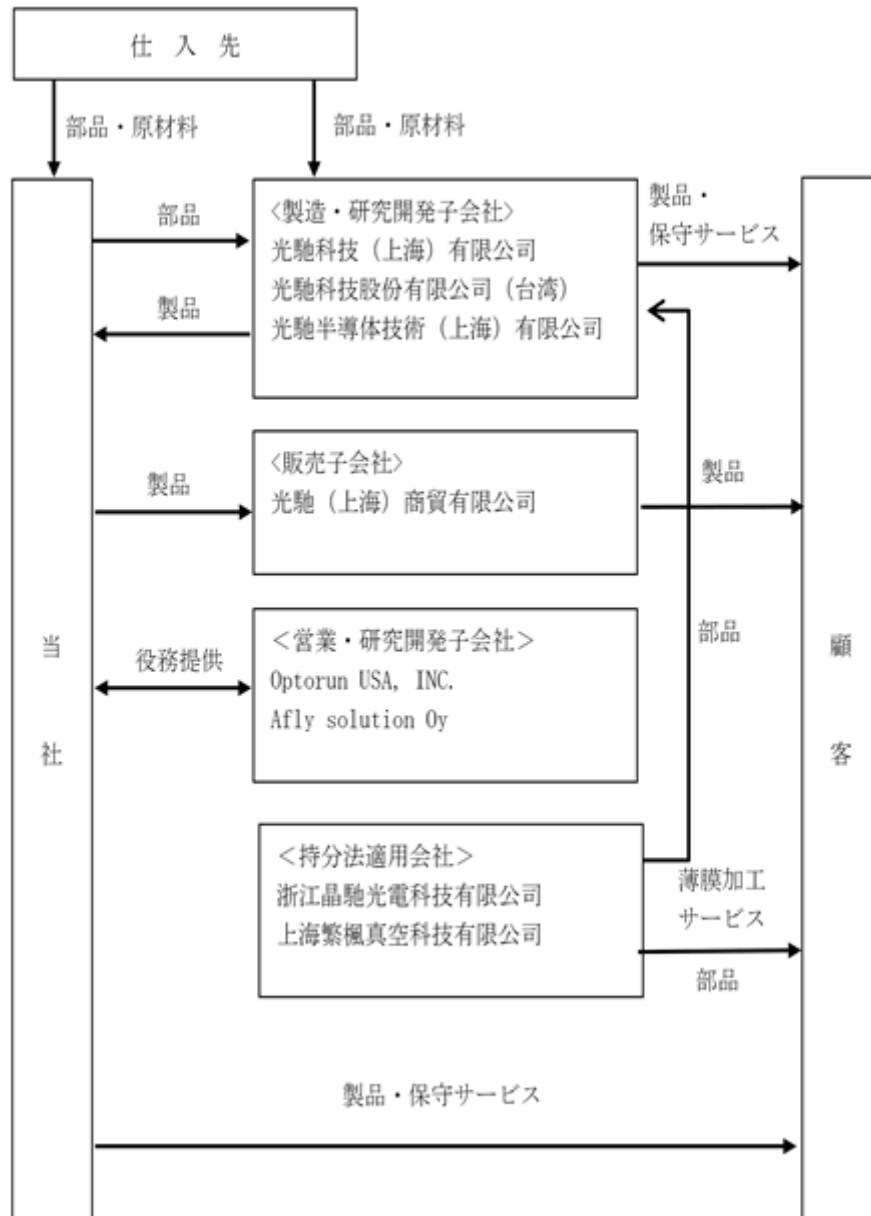 仕 入 先
部品・原材料
部品・原材料
部品
製品
<製造・研究開発子会社>
光馳科技（上海）有限公司
光馳科技股份有限公司（台湾）
光馳半導体技術（上海）有限公司
製品・
保守サービス
製品
<販売子会社>
光馳（上海）商貿有限公司
製品
部品
当
社
役務提供
＜営業・研究開発子会社＞
Optorun USA, INC.
Afly solution Oy
顧
客
＜持分法適用会社＞
浙江晶馳光電科技有限公司
上海繁楓真空科技有限公司
薄膜加工
サービス
部品
製品・保守サービス